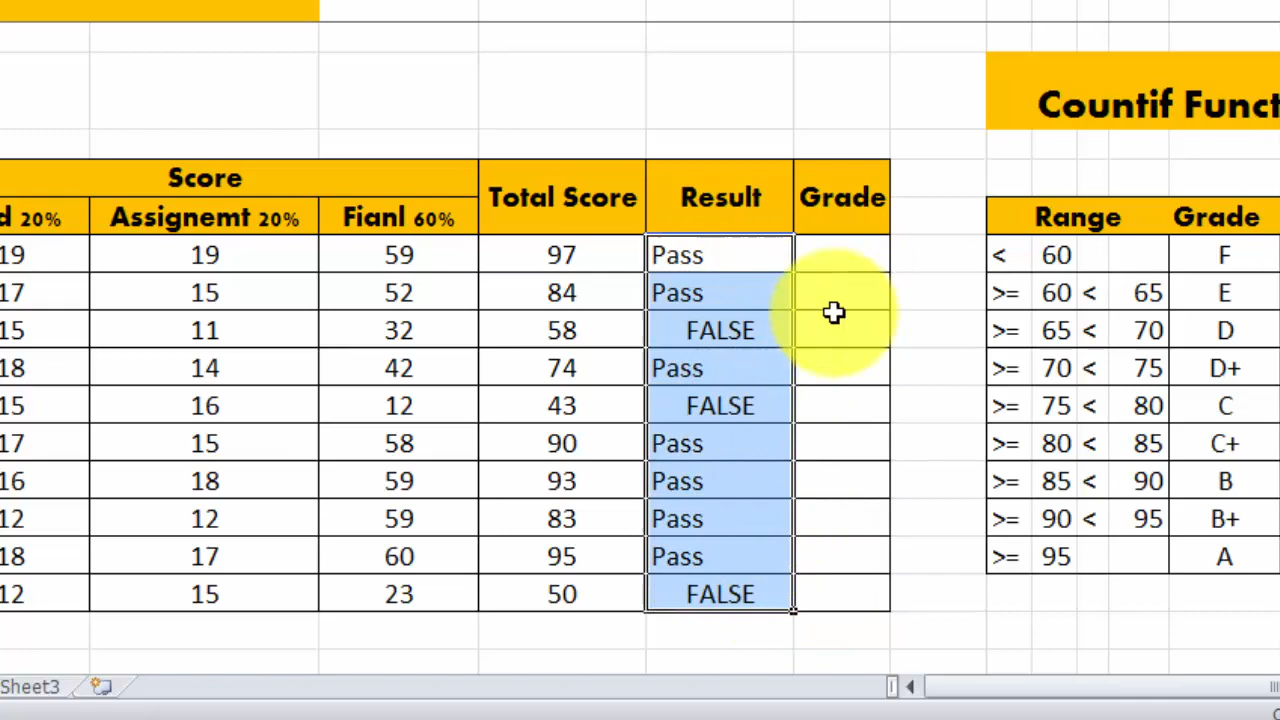 Countif Funct
Score Total Score Result Grade
d 20% Assignemt 20% Fianl 60% Range Grade
19 19 59 97 Pass < 60 F
17 15 52 84 Pass >= 60 < 65 E
15 11 32 58 FALSE >= 65 < 70 D
18 14 42 74 Pass >= 70 < 75 D+
15 16 12 43 FALSE >= 75 < 80 C
17 15 58 90 Pass >= 80 < 85 C+
16 18 59 93 Pass >= 85 < 90 B
12 12 59 83 Pass >= 90 < 95 B+
18 17 60 95 Pass >= 95 A
12 15 23 50 FALSE
Sheet3